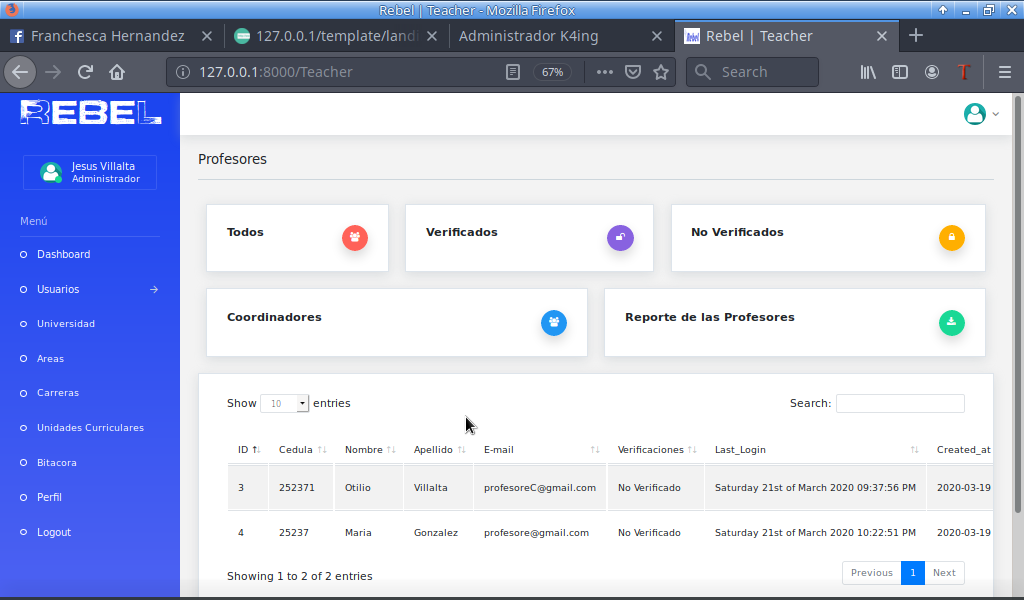 Rebel | Teacher - Mozilla Firefox
Franchesca Hernandez
127.0.0.1/template/land
Administrador K4ing
Rebel | Teacher
127.0.0.1:8000/Teacher
67%
Search
REBEL
Jesus Villalta
Administrador
Menú
Dashboard
Usuarios
Universidad
Areas
Carreras
Unidades Curriculares
Bitacora
Perfil
Logout
Profesores
Todos
Verificados
No Verificados
Coordinadores
Reporte de las Profesores
Show 10 entries
Search:
ID Cedula Nombre Apellido E-mail Verificaciones Last_Login Created_at
3 252371 Otilio Villalta profesoreC@gmail.com No Verificado Saturday 21st of March 2020 09:37:56 PM 2020-03-19
4 25237 Maria Gonzalez profesore@gmail.com No Verificado Saturday 21st of March 2020 10:22:51 PM 2020-03-19
Showing 1 to 2 of 2 entries
Previous 1 Next